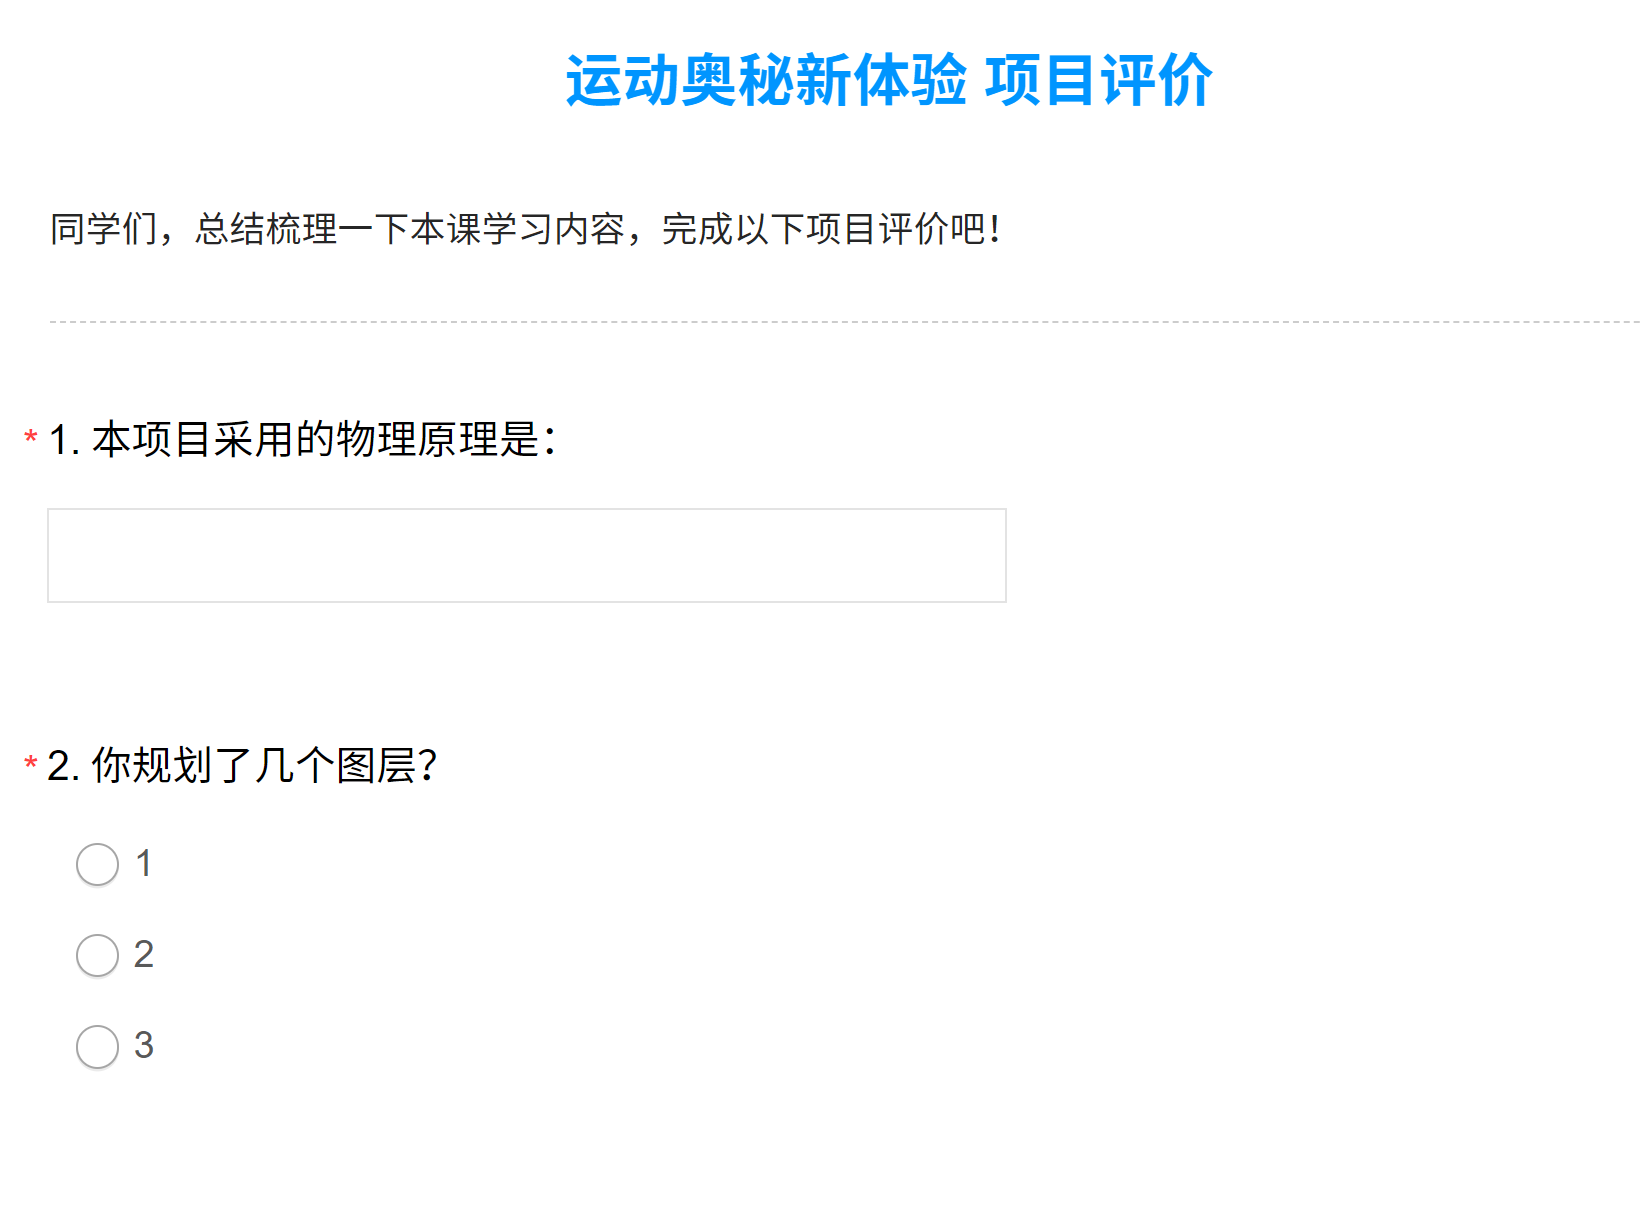 运动奥秘新体验 项目评价
同学们，总结梳理一下本课学习内容，完成以下项目评价吧！
* 1. 本项目采用的物理原理是：
* 2. 你规划了几个图层？
1
2
3